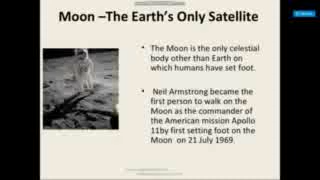 Moon –The Earth's Only Satellite
• The Moon is the only celestial
body other than Earth on
which humans have set foot.
• Neil Armstrong became the
first person to walk on the
Moon as the commander of
the American mission Apollo
11by first setting foot on the
Moon on 21 July 1969.